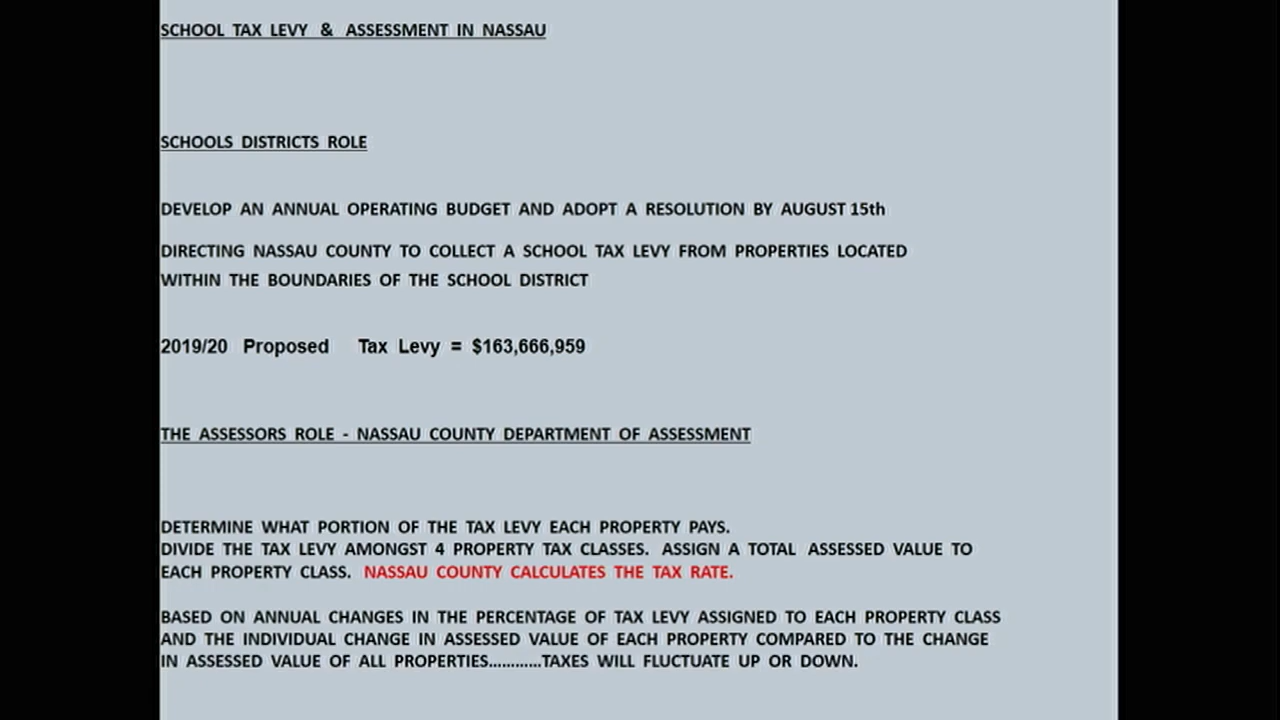 SCHOOL TAX LEVY & ASSESSMENT IN NASSAU
SCHOOLS DISTRICTS ROLE
DEVELOP AN ANNUAL OPERATING BUDGET AND ADOPT A RESOLUTION BY AUGUST 15th
DIRECTING NASSAU COUNTY TO COLLECT A SCHOOL TAX LEVY FROM PROPERTIES LOCATED
WITHIN THE BOUNDARIES OF THE SCHOOL DISTRICT
2019/20 Proposed Tax Levy = $163,666,959
THE ASSESSORS ROLE - NASSAU COUNTY DEPARTMENT OF ASSESSMENT
DETERMINE WHAT PORTION OF THE TAX LEVY EACH PROPERTY PAYS.
DIVIDE THE TAX LEVY AMONGST 4 PROPERTY TAX CLASSES. ASSIGN A TOTAL ASSESSED VALUE TO
EACH PROPERTY CLASS. NASSAU COUNTY CALCULATES THE TAX RATE.
BASED ON ANNUAL CHANGES IN THE PERCENTAGE OF TAX LEVY ASSIGNED TO EACH PROPERTY CLASS
AND THE INDIVIDUAL CHANGE IN ASSESSED VALUE OF EACH PROPERTY COMPARED TO THE CHANGE
IN ASSESSED VALUE OF ALL PROPERTIES............TAXES WILL FLUCTUATE UP OR DOWN.